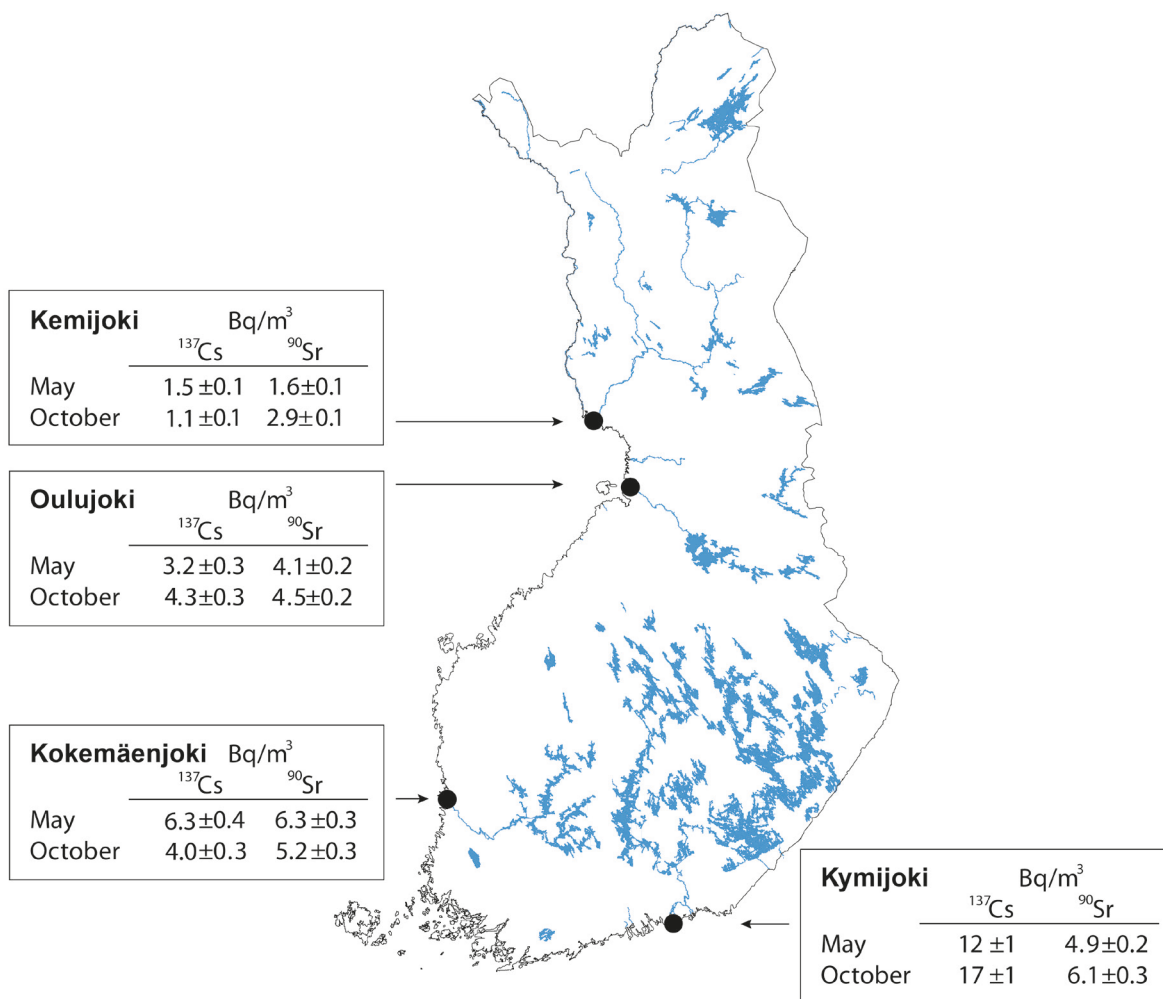 Kemijoki Bq/m³
¹³⁷Cs ⁹⁰Sr
May 1.5 ±0.1 1.6±0.1
October 1.1 ±0.1 2.9± 0.1
Oulujoki Bq/m³
¹³⁷Cs ⁹⁰Sr
May 3.2 ±0.3 4.1±0.2
October 4.3±0.3 4.5±0.2
Kokemäenjoki Bq/m³
¹³⁷Cs ⁹⁰Sr
May 6.3±0.4 6.3 ±0.3
October 4.0±0.3 5.2±0.3
Kymijoki Bq/m³
¹³⁷Cs ⁹⁰Sr
May 12 ±1 4.9±0.2
October 17 ±1 6.1±0.3